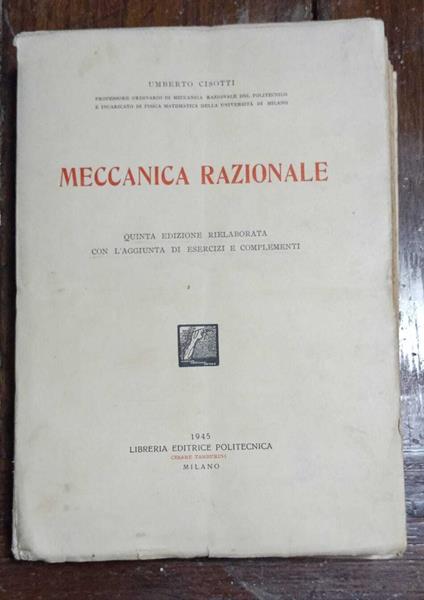 UMBERTO CISOTTI
PROFESSORE ORDINARIO DI MECCANICA RAZIONALE DEL POLITECNICO
E INCARICATO DI FISICA MATEMATICA DELLA UNIVERSITÀ DI MILANO
MECCANICA RAZIONALE
QUINTA EDIZIONE RIELABORATA
CON L'AGGIUNTA DI ESERCIZI E COMPLEMENTI
1945
LIBRERIA EDITRICE POLITECNICA
CESARE TAMBURINI
MILANO